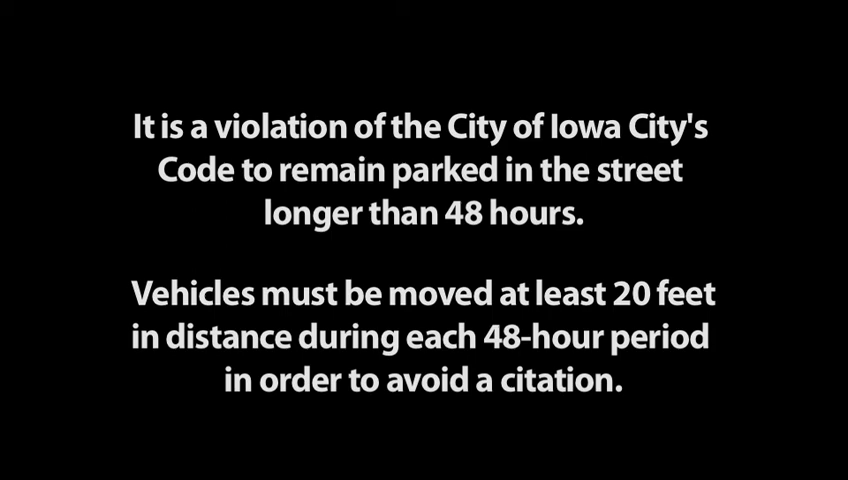 It is a violation of the City of Iowa City's
Code to remain parked in the street
longer than 48 hours.
Vehicles must be moved at least 20 feet
in distance during each 48-hour period
in order to avoid a citation.